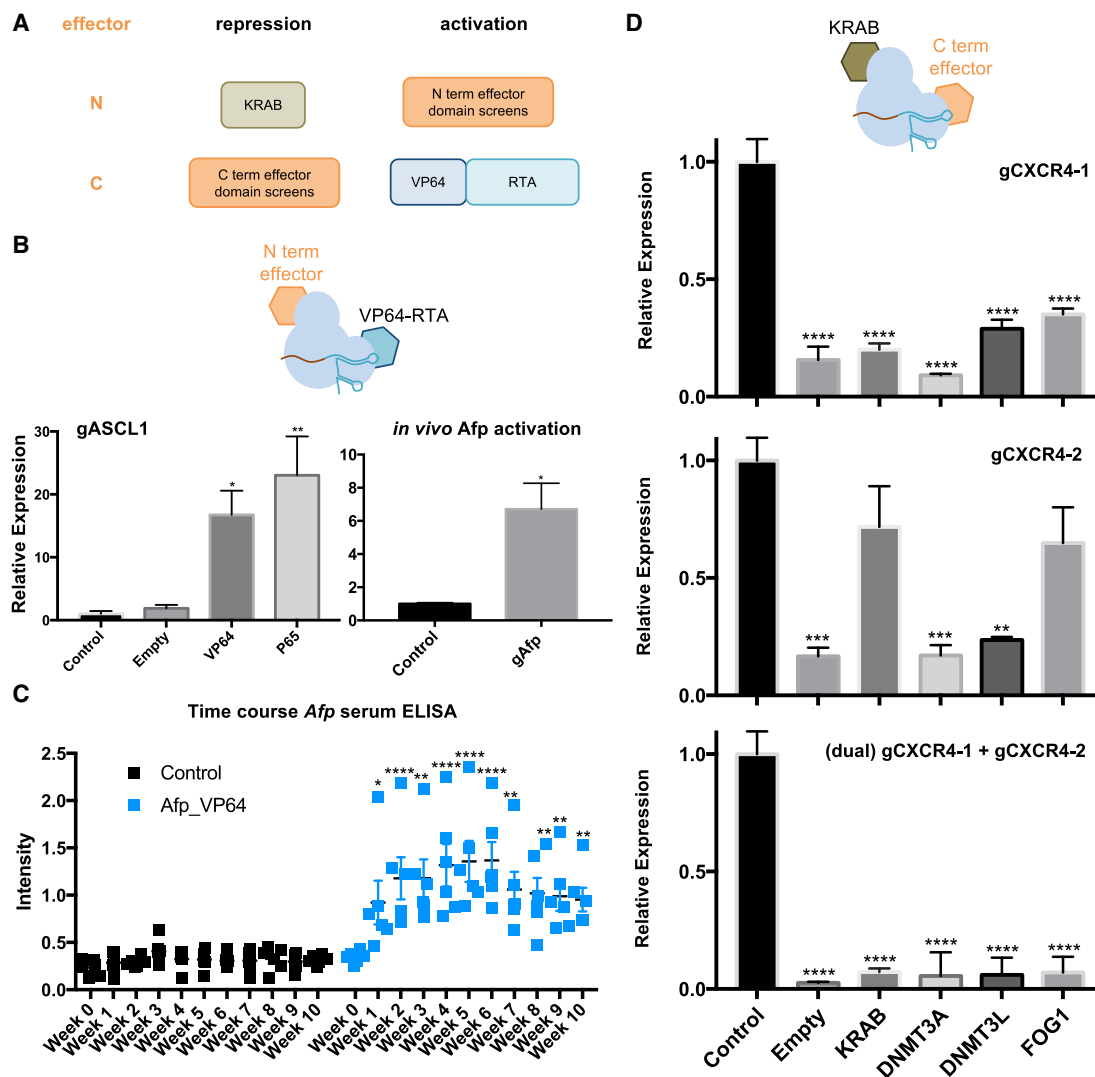 A
effector repression activation
N
KRAB
N term effector
domain screens
C
C term effector
domain screens
VP64 RTA
B
N term
effector
VP64-RTA
gASCL1
Relative Expression
30
20
10
0
*
**
Control
Empty
VP64
P65
in vivo Afp activation
8
6
4
2
0
*
Control
gAfp
C
Time course Afp serum ELISA
Intensity
2.5
2.0
1.5
1.0
0.5
0.0
Control
Afp_VP64
* **** ** **** **** **** ** ** ** **
Week 0
Week 1
Week 2
Week 3
Week 4
Week 5
Week 6
Week 7
Week 8
Week 9
Week 10
Week 0
Week 1
Week 2
Week 3
Week 4
Week 5
Week 6
Week 7
Week 8
Week 9
Week 10
D
KRAB
C term
effector
gCXCR4-1
Relative Expression
1.0
0.5
0.0
**** **** **** **** ****
gCXCR4-2
Relative Expression
1.0
0.5
0.0
*** *** **
(dual) gCXCR4-1 + gCXCR4-2
Relative Expression
1.0
0.5
0.0
**** **** **** **** ****
Control
Empty
KRAB
DNMT3A
DNMT3L
FOG1